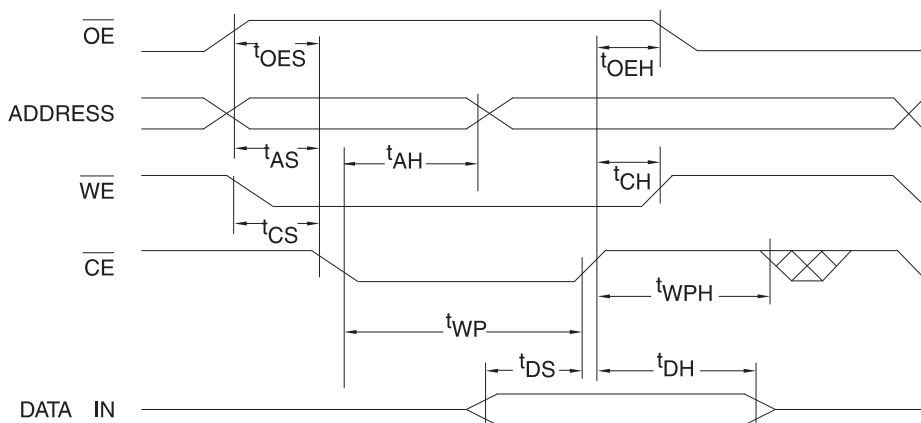 OE
tOES
tOEH
ADDRESS
tAS
tAH
tCH
WE
tCS
CE
tWPH
tWP
tDS
tDH
DATA IN